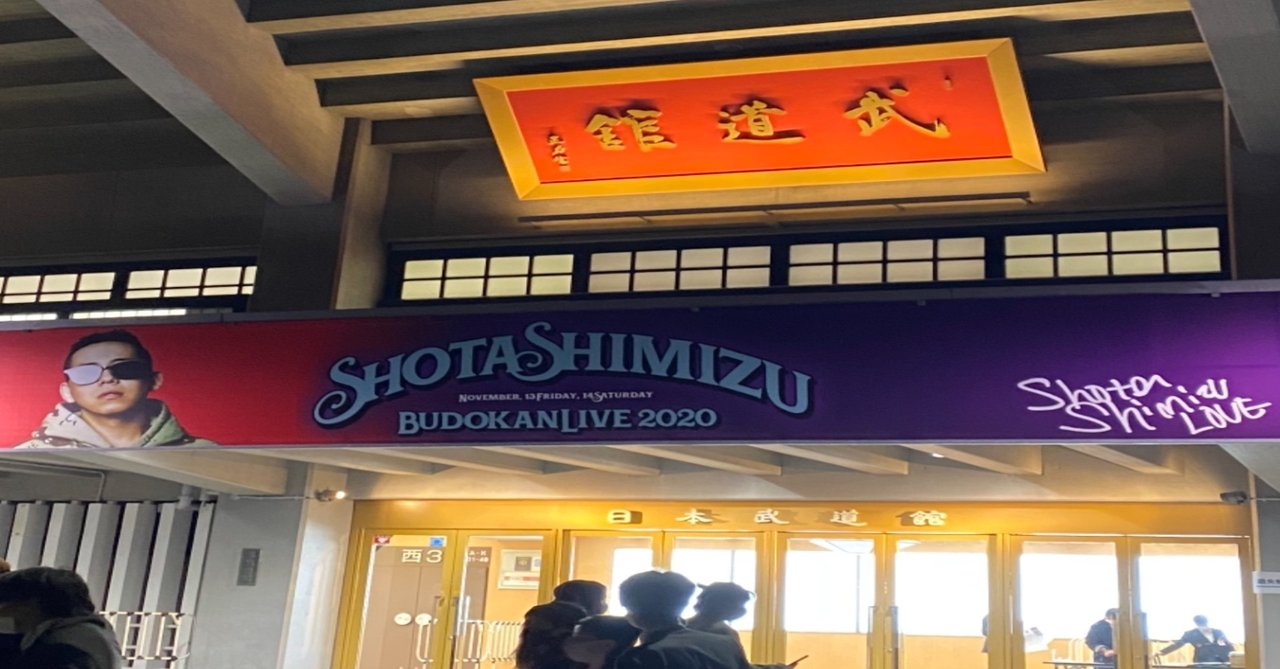 武道館
SHOTA SHIMIZU
NOVEMBER, 13 FRIDAY, 14 SATURDAY
BUDOKAN LIVE 2020
Shota
Shimizu
LOVE
日本武道館
西3
A-K